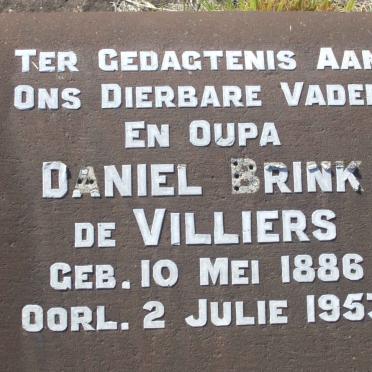 TER GEDAGTENIS AAN
ONS DIERBARE VADER
EN OUPA
DANIEL BRINK
DE VILLIERS
GEB. 10 MEI 1886
OORL. 2 JULIE